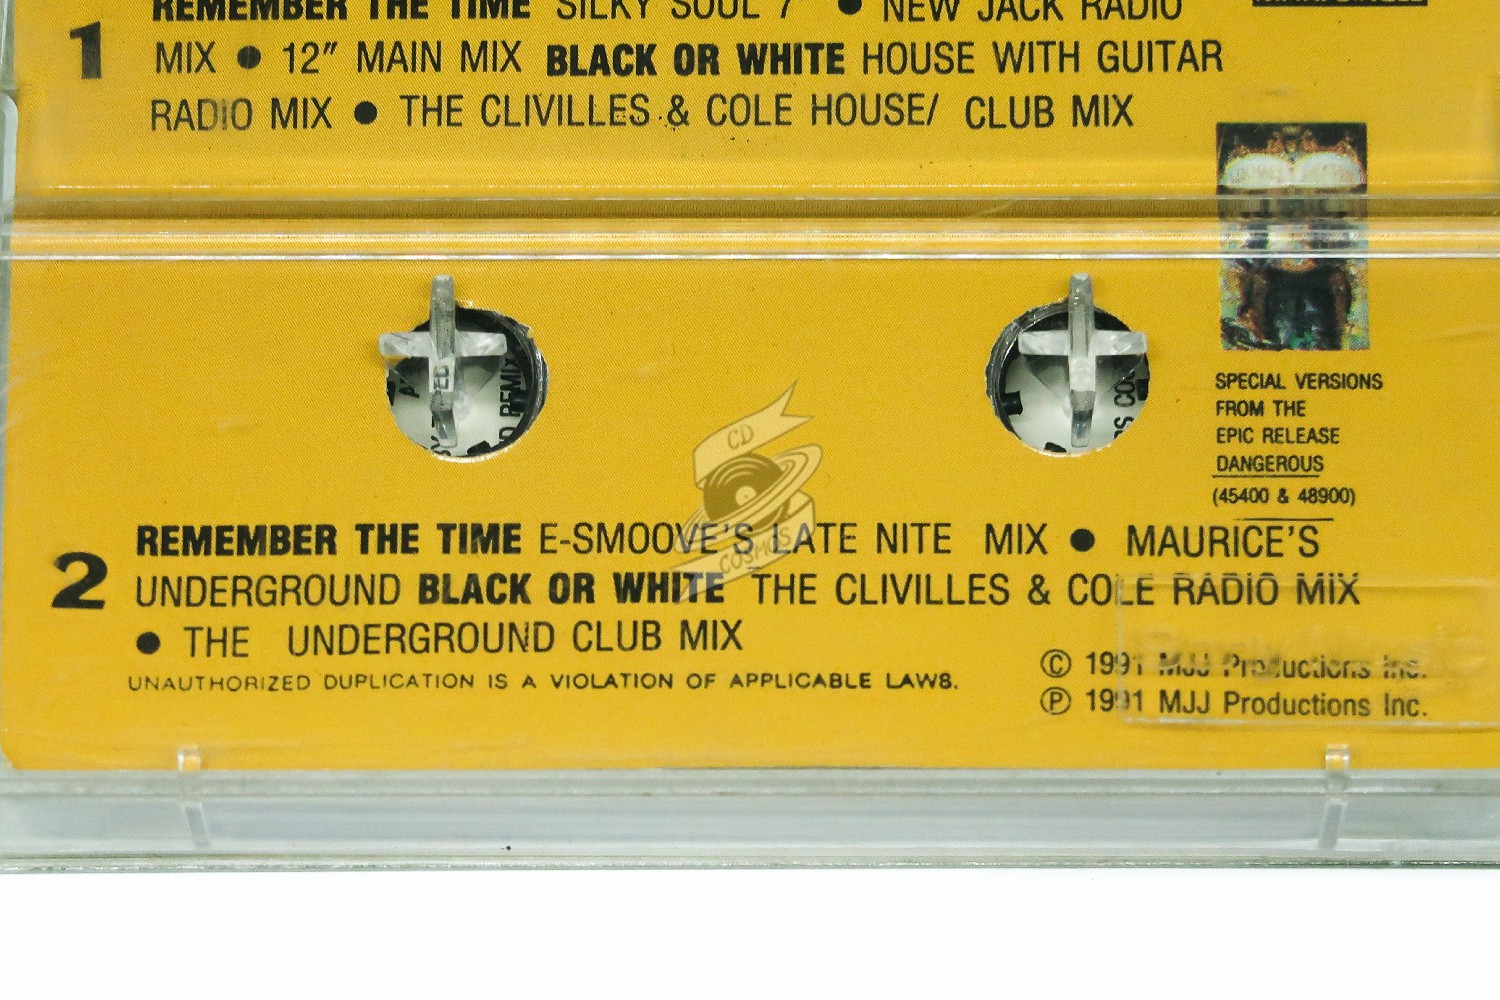 REMEMBER THE TIME SILKY SOUL 7" ● NEW JACK RADIO
1 MIX ● 12" MAIN MIX BLACK OR WHITE HOUSE WITH GUITAR
RADIO MIX ● THE CLIVILLES & COLE HOUSE/ CLUB MIX
SPECIAL VERSIONS
FROM THE
EPIC RELEASE
DANGEROUS
(45400 & 48900)
CD
COSMOS
REMEMBER THE TIME E-SMOOVE'S LATE NITE MIX ● MAURICE'S
2 UNDERGROUND BLACK OR WHITE THE CLIVILLES & COLE RADIO MIX
● THE UNDERGROUND CLUB MIX
UNAUTHORIZED DUPLICATION IS A VIOLATION OF APPLICABLE LAWS.
© 1991 MJJ Productions Inc.
℗ 1991 MJJ Productions Inc.